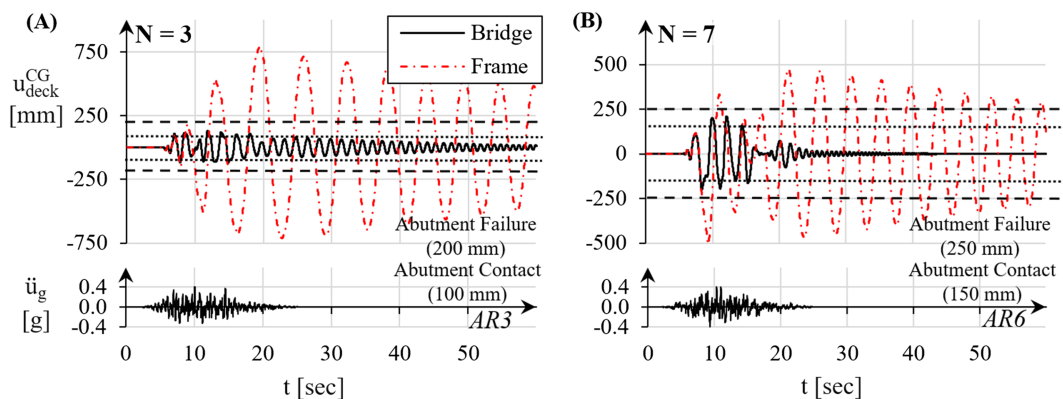 (A)
N = 3
Bridge
Frame
u_deck^CG
[mm]
750
250
-250
-750
Abutment Failure
(200 mm)
Abutment Contact
(100 mm)
ü_g
[g]
0.4
0.0
-0.4
AR3
0 10 20 30 40 50
t [sec]
(B)
N = 7
500
250
0
-250
-500
Abutment Failure
(250 mm)
Abutment Contact
(150 mm)
0.4
0.0
-0.4
AR6
0 10 20 30 40 50
t [sec]